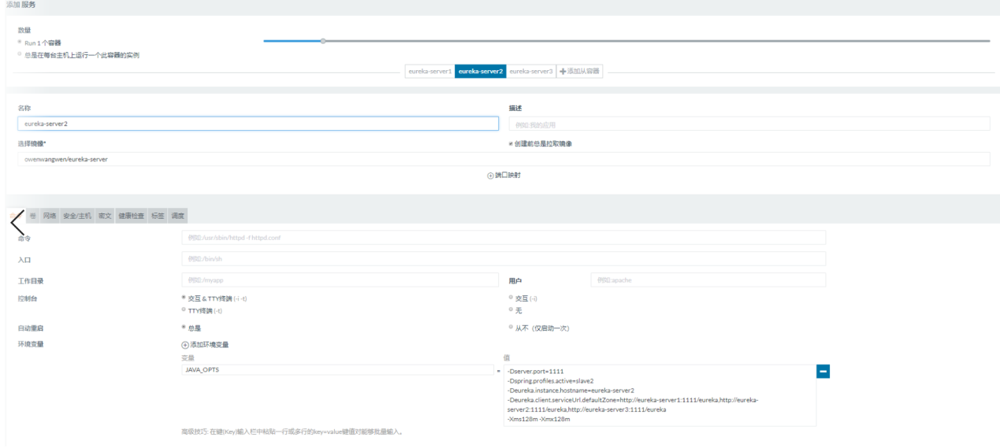 添加 服务
数量
Run 1 个容器
总是在每台主机上运行一个此容器的实例
eureka-server1 eureka-server2 eureka-server3 添加从容器
名称 描述
eureka-server2 例如:我的应用
选择镜像* 创建前总是拉取镜像
owenwangwen/eureka-server
端口映射
卷 网络 安全/主机 密文 健康检查 标签 调度
命令 例如:/usr/sbin/httpd -f httpd.conf
入口 例如:/bin/sh
工作目录 例如:/myapp 用户 例如:apache
控制台 交互 & TTY终端 (-i -t) 交互 (-i)
TTY终端 (-t) 无
自动重启 总是 从不（仅启动一次）
环境变量 添加环境变量
变量 值
JAVA_OPTS = -Dserver.port=1111
-Dspring.profiles.active=slave2
-Deureka.instance.hostname=eureka-server2
-Deureka.client.serviceUrl.defaultZone=http://eureka-server1:1111/eureka,http://eureka-
server2:1111/eureka,http://eureka-server3:1111/eureka
-Xms128m -Xmx128m
高级技巧: 在键(Key)输入栏中粘贴一行或多行的key=value键值对能够批量输入。